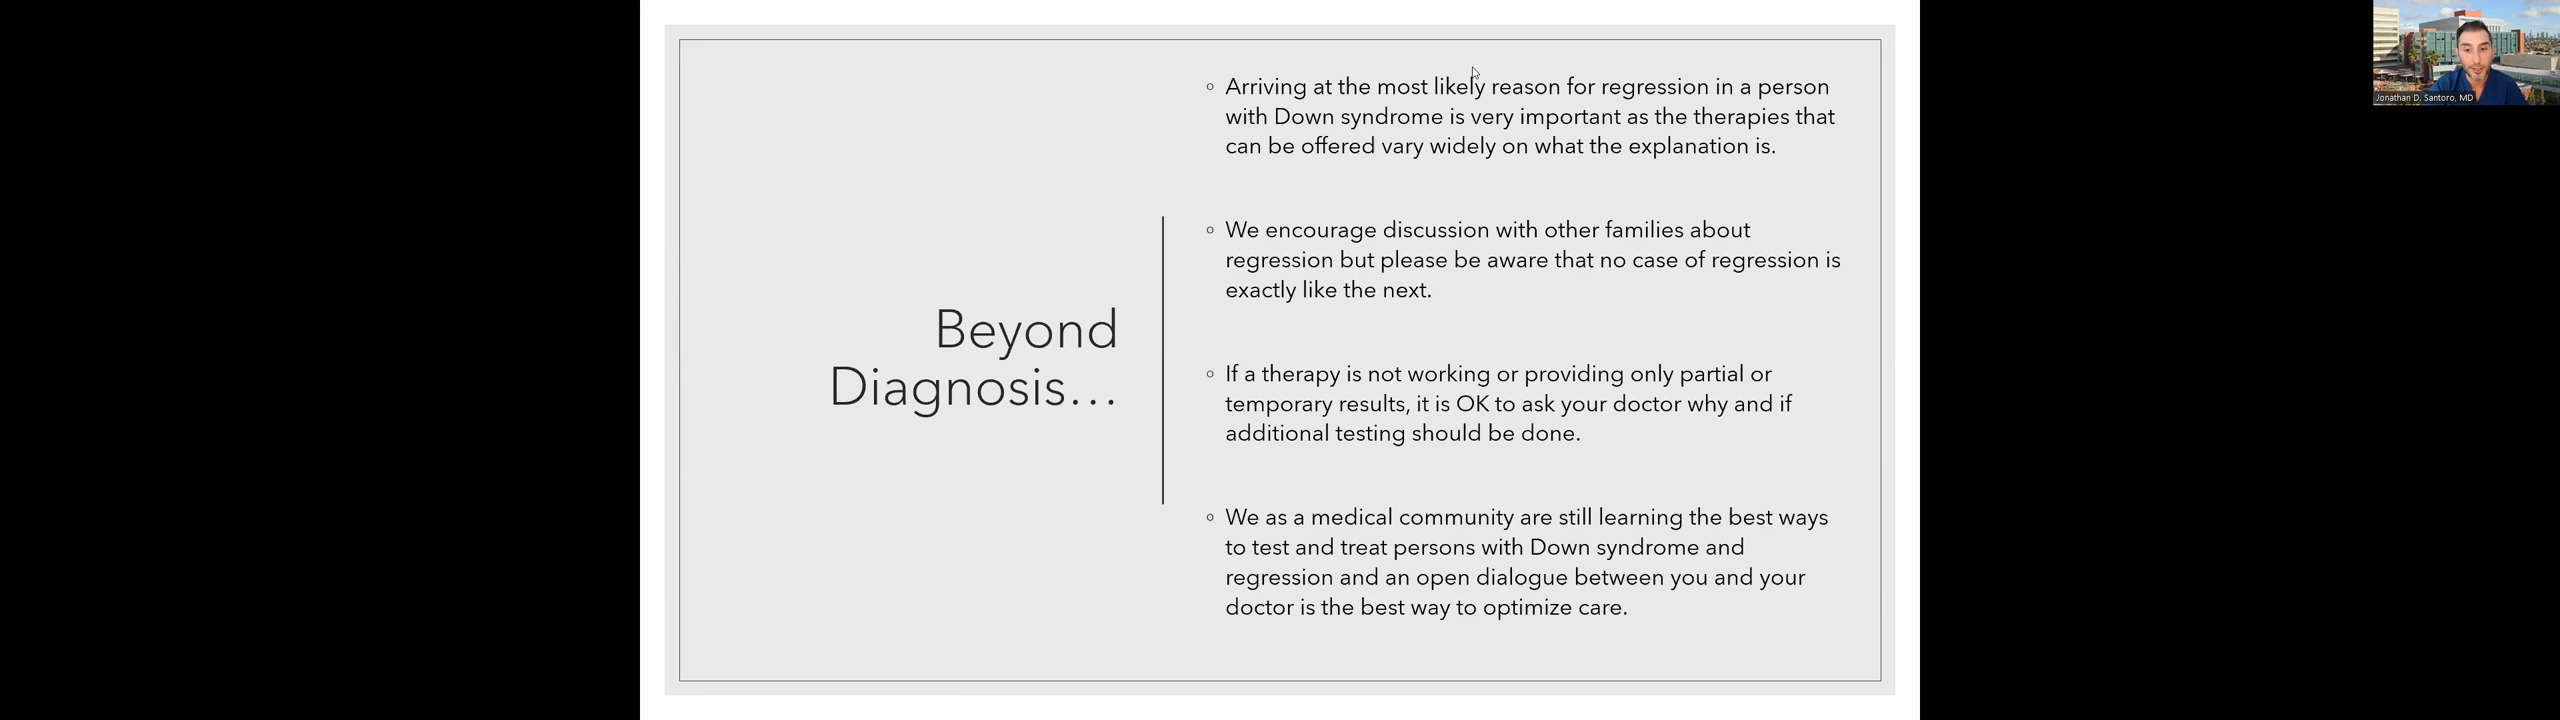 Beyond
Diagnosis...
◦ Arriving at the most likely reason for regression in a person
with Down syndrome is very important as the therapies that
can be offered vary widely on what the explanation is.
◦ We encourage discussion with other families about
regression but please be aware that no case of regression is
exactly like the next.
◦ If a therapy is not working or providing only partial or
temporary results, it is OK to ask your doctor why and if
additional testing should be done.
◦ We as a medical community are still learning the best ways
to test and treat persons with Down syndrome and
regression and an open dialogue between you and your
doctor is the best way to optimize care.
Jonathan D. Santoro, MD